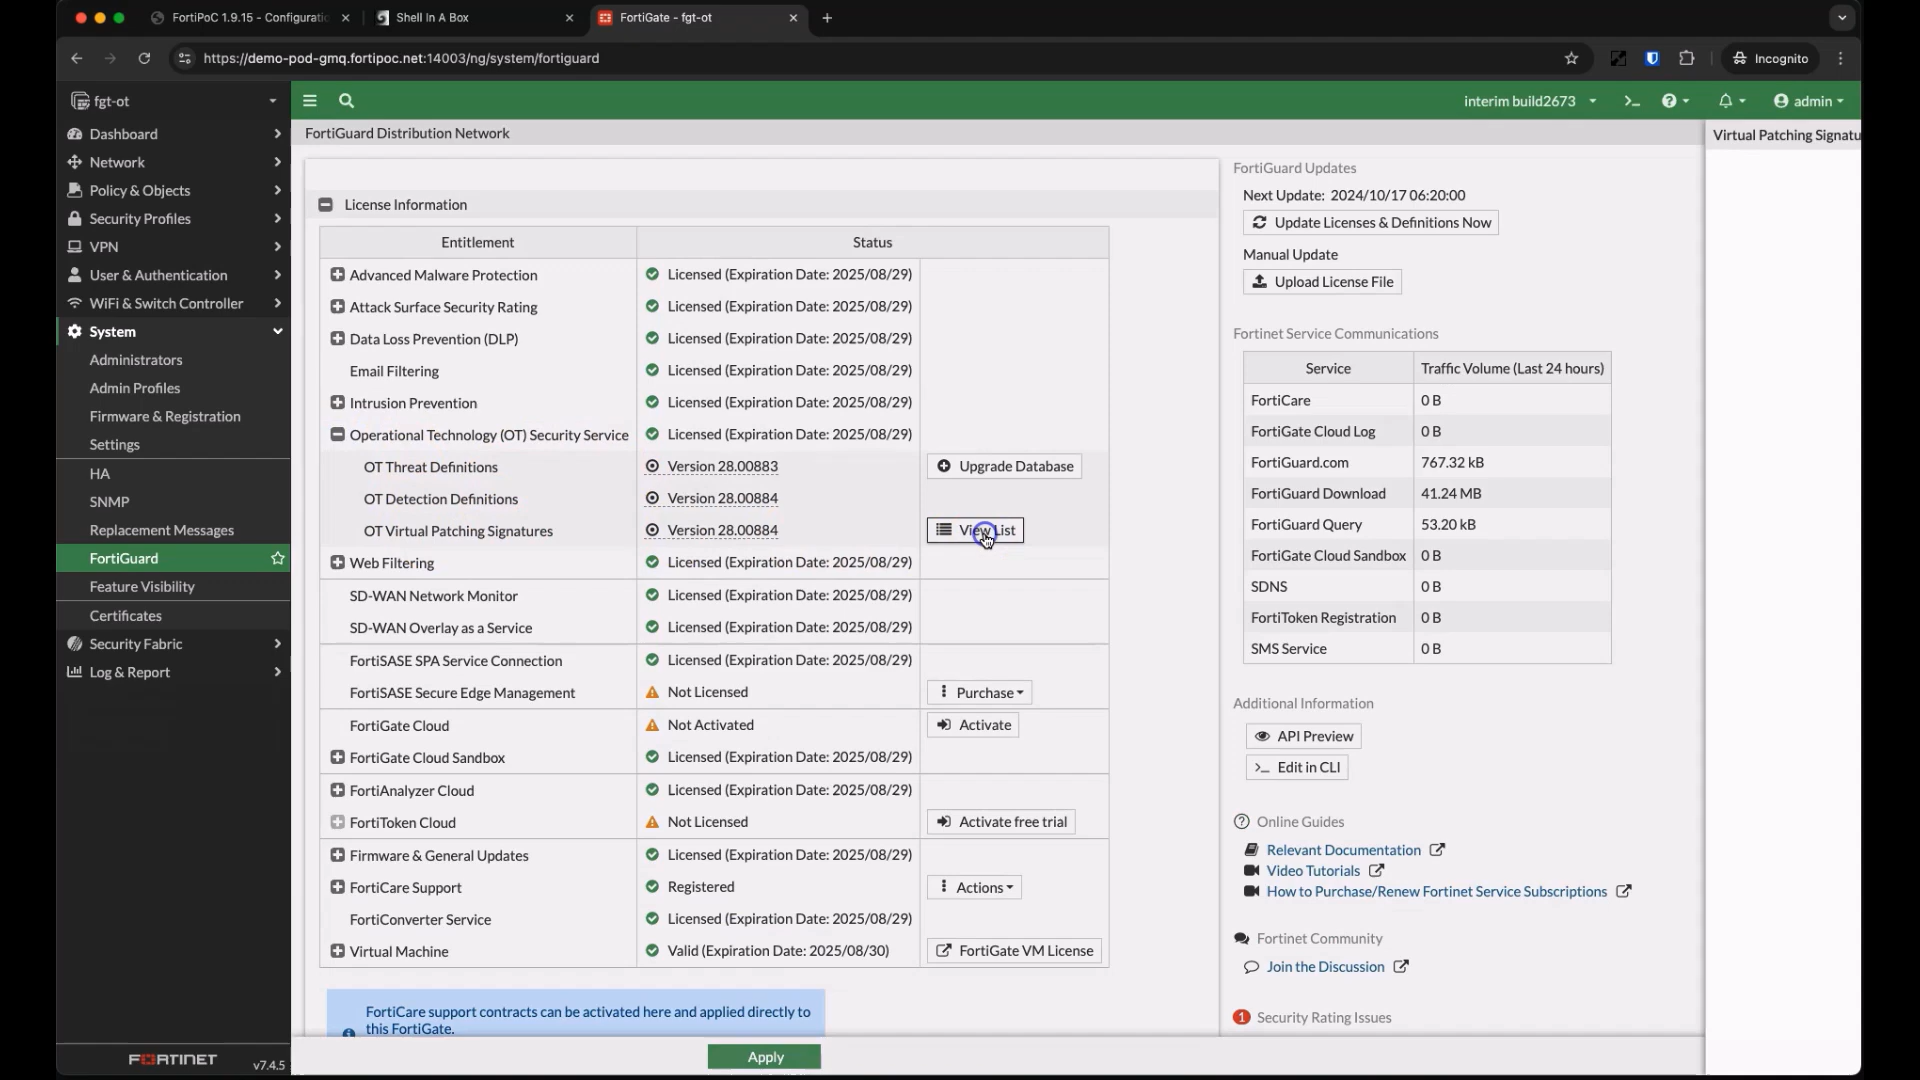 FortiPoC 1.9.15 - Configuratio
Shell In A Box
FortiGate - fgt-ot
https://demo-pod-gmq.fortipoc.net:14003/ng/system/fortiguard
Incognito
fgt-ot
interim build2673
admin
Dashboard
Network
Policy & Objects
Security Profiles
VPN
User & Authentication
WiFi & Switch Controller
System
Administrators
Admin Profiles
Firmware & Registration
Settings
HA
SNMP
Replacement Messages
FortiGuard
Feature Visibility
Certificates
Security Fabric
Log & Report
FORTINET
v7.4.5
FortiGuard Distribution Network
License Information
Entitlement Status
Advanced Malware Protection Licensed (Expiration Date: 2025/08/29)
Attack Surface Security Rating Licensed (Expiration Date: 2025/08/29)
Data Loss Prevention (DLP) Licensed (Expiration Date: 2025/08/29)
Email Filtering Licensed (Expiration Date: 2025/08/29)
Intrusion Prevention Licensed (Expiration Date: 2025/08/29)
Operational Technology (OT) Security Service Licensed (Expiration Date: 2025/08/29)
OT Threat Definitions Version 28.00883 Upgrade Database
OT Detection Definitions Version 28.00884
OT Virtual Patching Signatures Version 28.00884 View List
Web Filtering Licensed (Expiration Date: 2025/08/29)
SD-WAN Network Monitor Licensed (Expiration Date: 2025/08/29)
SD-WAN Overlay as a Service Licensed (Expiration Date: 2025/08/29)
FortiSASE SPA Service Connection Licensed (Expiration Date: 2025/08/29)
FortiSASE Secure Edge Management Not Licensed Purchase
FortiGate Cloud Not Activated Activate
FortiGate Cloud Sandbox Licensed (Expiration Date: 2025/08/29)
FortiAnalyzer Cloud Licensed (Expiration Date: 2025/08/29)
FortiToken Cloud Not Licensed Activate free trial
Firmware & General Updates Licensed (Expiration Date: 2025/08/29)
FortiCare Support Registered Actions
FortiConverter Service Licensed (Expiration Date: 2025/08/29)
Virtual Machine Valid (Expiration Date: 2025/08/30) FortiGate VM License
FortiCare support contracts can be activated here and applied directly to
this FortiGate.
Apply
FortiGuard Updates
Next Update: 2024/10/17 06:20:00
Update Licenses & Definitions Now
Manual Update
Upload License File
Fortinet Service Communications
Service Traffic Volume (Last 24 hours)
FortiCare 0 B
FortiGate Cloud Log 0 B
FortiGuard.com 767.32 kB
FortiGuard Download 41.24 MB
FortiGuard Query 53.20 kB
FortiGate Cloud Sandbox 0 B
SDNS 0 B
FortiToken Registration 0 B
SMS Service 0 B
Additional Information
API Preview
>_ Edit in CLI
Online Guides
Relevant Documentation
Video Tutorials
How to Purchase/Renew Fortinet Service Subscriptions
Fortinet Community
Join the Discussion
1 Security Rating Issues
Virtual Patching Signatu